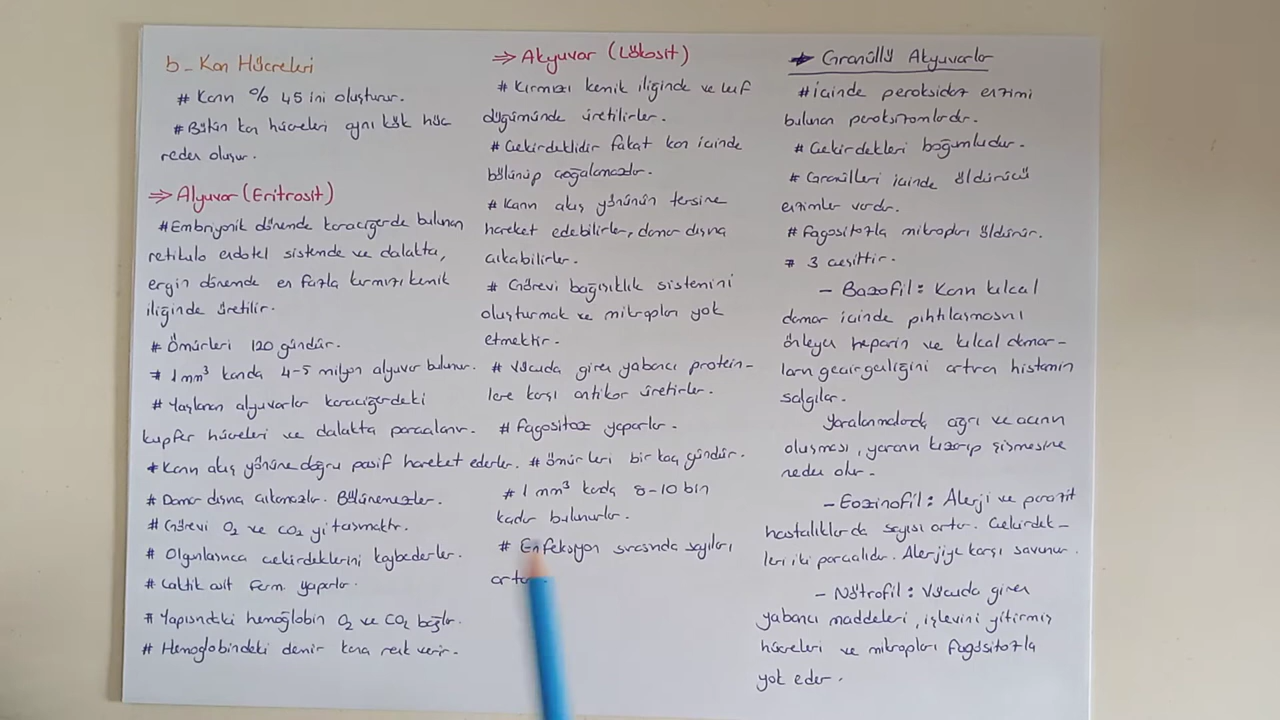 b- Kan Hücreleri
# Kanın % 45 ini oluşturur.
# Bütün kan hücreleri aynı kök hüc
reden oluşur.
⇒ Alyuvar (Eritrosit)
# Embriyonik dönemde karaciğerde bulunan
retikulo endotel sistemde ve dalakta,
ergin dönemde en fazla kırmızı kemik
iliğinde üretilir.
# Ömürleri 120 gündür.
# 1 mm³ kanda 4-5 milyon alyuvar bulunur.
# Yaşlanan alyuvarlar karaciğerdeki
kupfer hücreleri ve dalakta parçalanır.
# Kanın akış yönüne doğru pasif hareket ederler.
# Damar dışına çıkamazlar. Bölünemezler.
# Görevi O₂ ve CO₂ yi taşımaktır.
# Olgunlaşınca çekirdeklerini kaybederler.
# Laktik asit ferm. yaparlar.
# Yapısındaki hemoglobin O₂ ve CO₂ bağlar.
# Hemoglobindeki demir kana renk verir.
⇒ Akyuvar (Lökosit)
# Kırmızı kemik iliğinde ve lenf
düğümünde üretilirler.
# Çekirdeklidir fakat kan içinde
bölünüp çoğalamazlar.
# Kanın akış yönünün tersine
hareket edebilirler, damar dışına
çıkabilirler.
# Görevi bağışıklık sistemini
oluşturmak ve mikropları yok
etmektir.
# Vücuda giren yabancı protein-
lere karşı antikor üretirler.
# Fagositoz yaparlar.
# Ömürleri bir kaç gündür.
# 1 mm³ kanda 8-10 bin
kadar bulunurlar.
# Enfeksiyon sırasında sayıları
→ Granüllü Akyuvarlar
# İçinde peroksidaz enzimi
bulunan peroksizomlardır.
# Çekirdekleri boğumludur.
# Granülleri içinde öldürücü
enzimler vardır.
# Fagositozla mikropları öldürür.
# 3 çeşittir.
- Bazofil: Kanın kılcal
damar içinde pıhtılaşmasını
önleyen heparin ve kılcal damar-
ların geçirgenliğini artıran histamin
salgılar.
Yaralanmalarda ağrı ve acının
oluşması, yaranın kızarıp şişmesine
neden olur.
- Eozinofil: Alerji ve parazit
hastalıklarda sayısı artar. Çekirdek-
leri iki parçalıdır. Alerjiye karşı savunur.
- Nötrofil: Vücuda giren
yabancı maddeleri, işlevini yitirmiş
hücreleri ve mikropları fagositozla
yok eder.